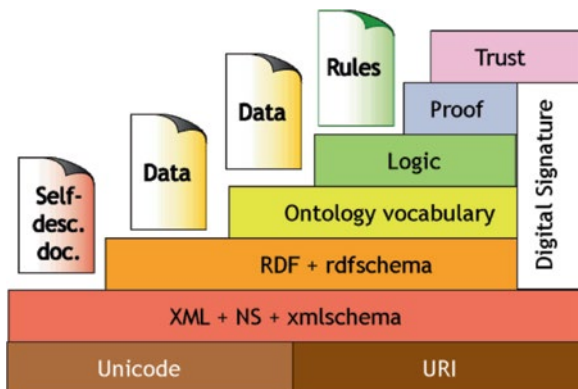 Trust
Rules
Proof
Data
Logic
Data
Self-
desc.
doc.
Ontology vocabulary
Digital Signature
RDF + rdfschema
XML + NS + xmlschema
Unicode
URI